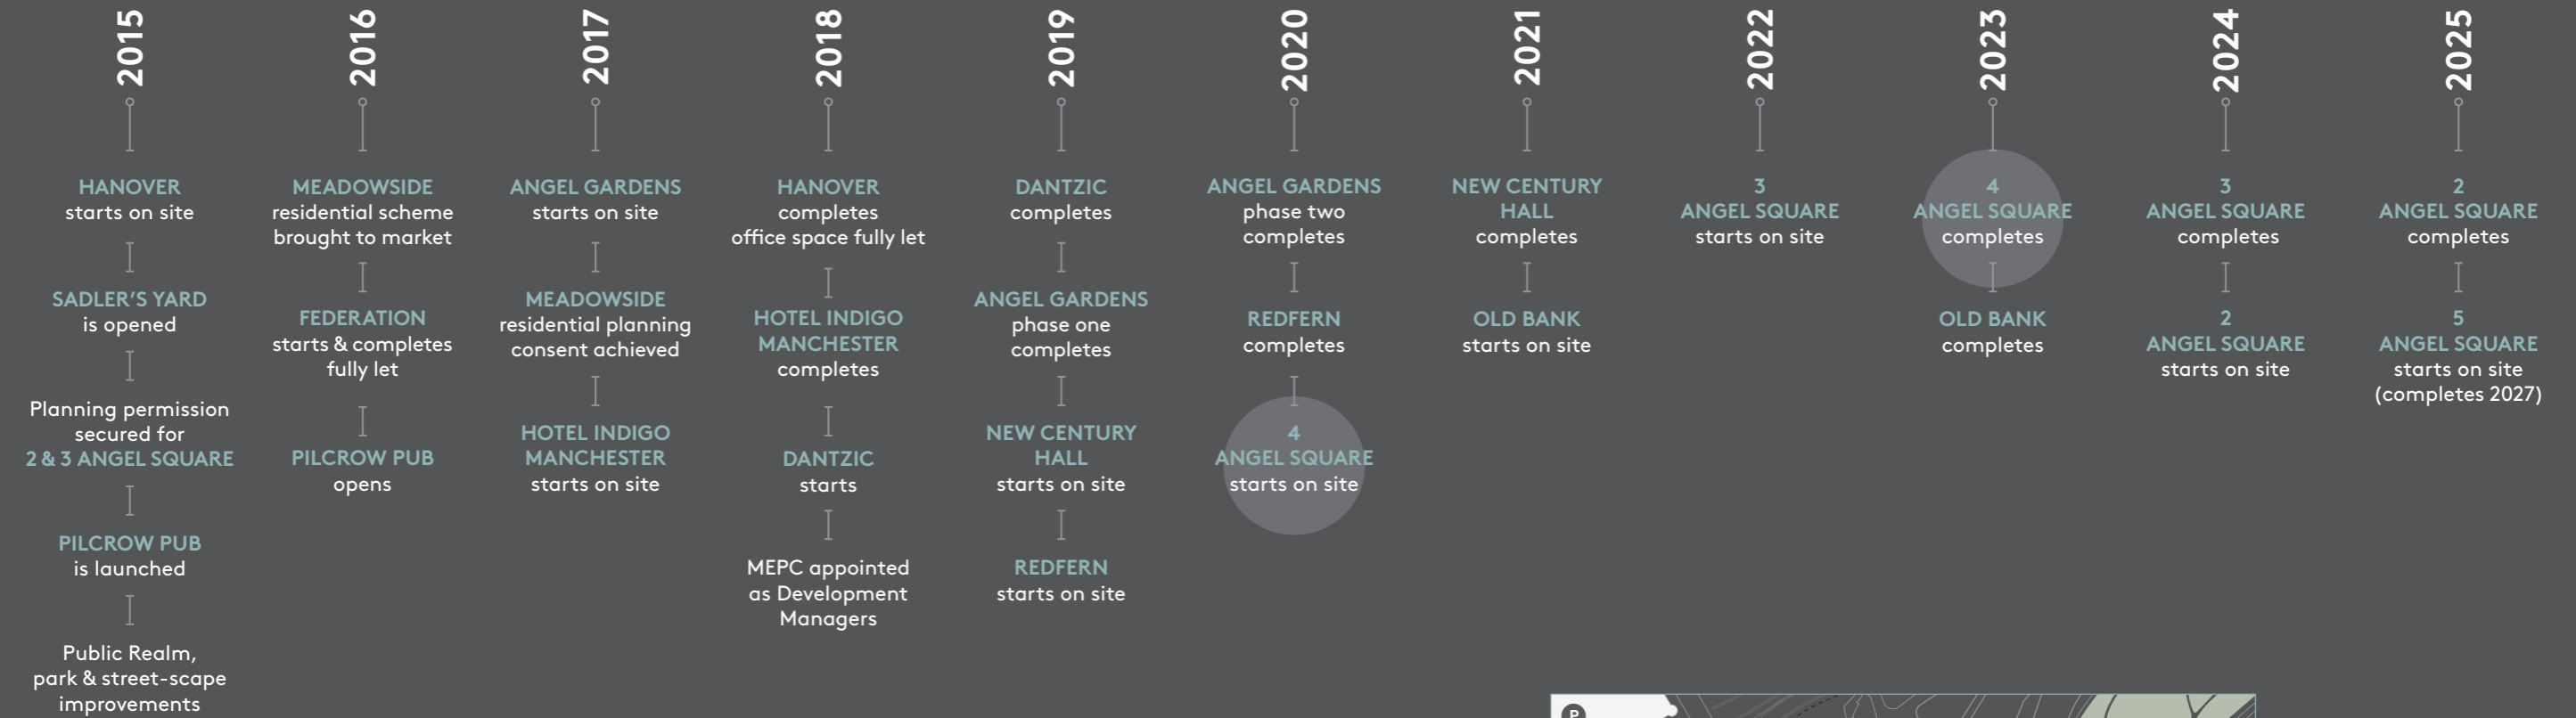 2015
HANOVER
starts on site
SADLER’S YARD
is opened
Planning permission
secured for
2 & 3 ANGEL SQUARE
PILCROW PUB
is launched
Public Realm,
park & street-scape
improvements
2016
MEADOWSIDE
residential scheme
brought to market
FEDERATION
starts & completes
fully let
PILCROW PUB
opens
2017
ANGEL GARDENS
starts on site
MEADOWSIDE
residential planning
consent achieved
HOTEL INDIGO
MANCHESTER
starts on site
2018
HANOVER
completes
office space fully let
HOTEL INDIGO
MANCHESTER
completes
DANTZIC
starts
MEPC appointed
as Development
Managers
2019
DANTZIC
completes
ANGEL GARDENS
phase one
completes
NEW CENTURY
HALL
starts on site
REDFERN
starts on site
2020
ANGEL GARDENS
phase two
completes
REDFERN
completes
4
ANGEL SQUARE
starts on site
2021
NEW CENTURY
HALL
completes
OLD BANK
starts on site
2022
3
ANGEL SQUARE
starts on site
2023
4
ANGEL SQUARE
completes
OLD BANK
completes
2024
3
ANGEL SQUARE
completes
2
ANGEL SQUARE
starts on site
2025
2
ANGEL SQUARE
completes
5
ANGEL SQUARE
starts on site
(completes 2027)
P